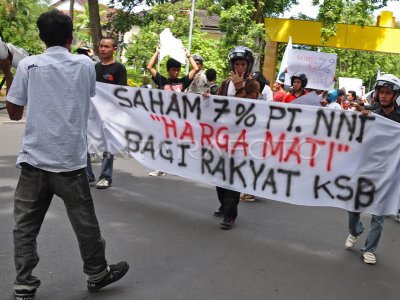 SAHAM 7% PT. NNT
"HARGA MATI"
BAGI RAKYAT KSB